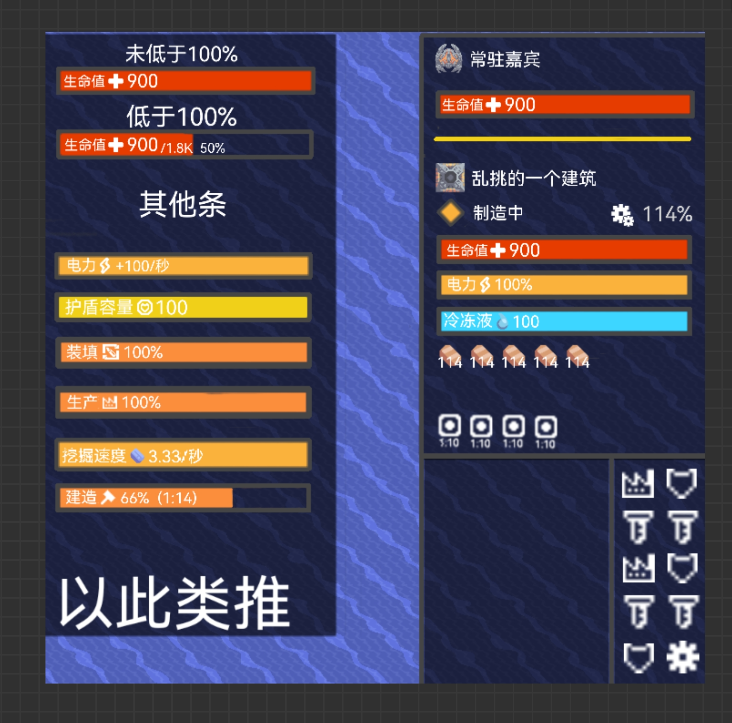 未低于100%
生命值 900
低于100%
生命值 900/1.8K 50%
其他条
电力 +100/秒
护盾容量 100
装填 100%
生产 100%
挖掘速度 3.33/秒
建造 66% (1:14)
以此类推
常驻嘉宾
生命值 900
乱挑的一个建筑
制造中 114%
生命值 900
电力 100%
冷冻液 100
114 114 114 114 114
1:10 1:10 1:10 1:10